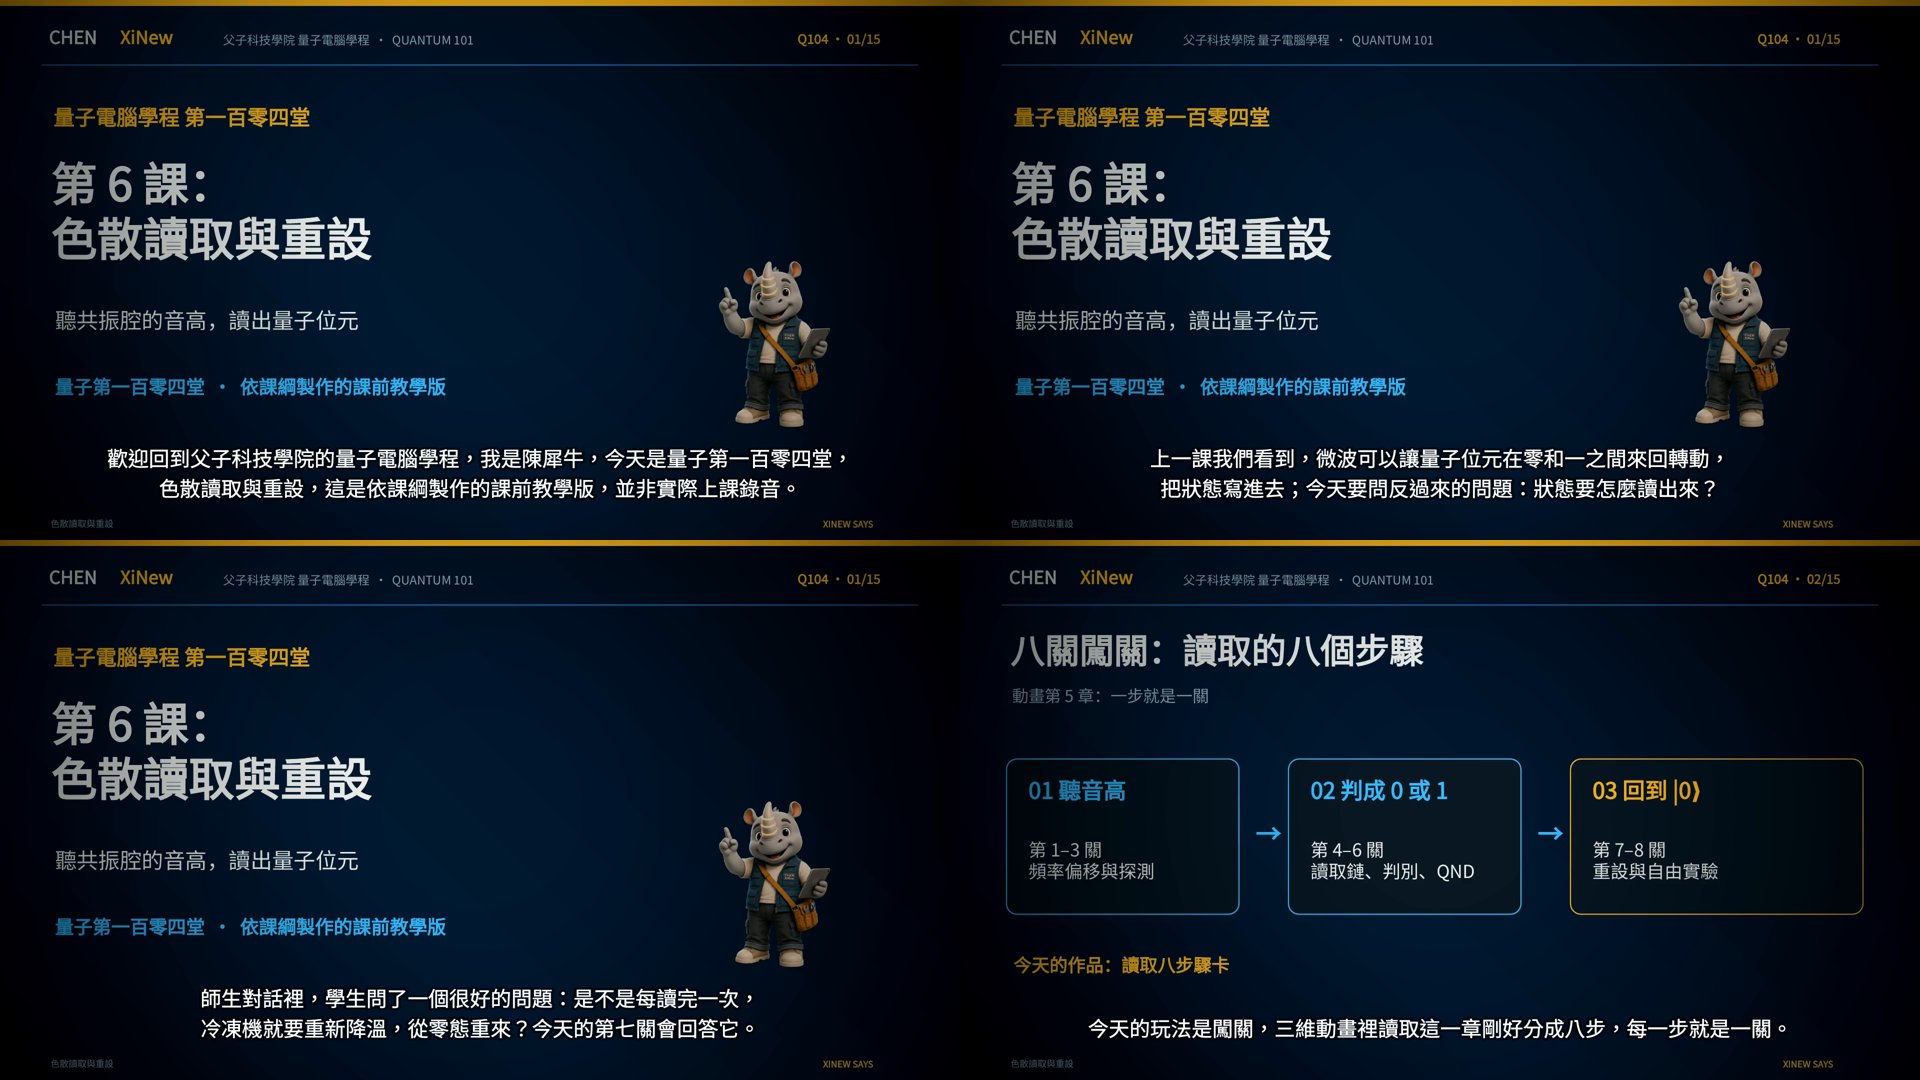 CHEN XiNew 父子科技學院 量子電腦學程 · QUANTUM 101 Q104 · 01/15
量子電腦學程 第一百零四堂
第 6 課：
色散讀取與重設
聽共振腔的音高，讀出量子位元
量子第一百零四堂 · 依課綱製作的課前教學版
歡迎回到父子科技學院的量子電腦學程，我是陳犀牛，今天是量子第一百零四堂，
色散讀取與重設，這是依課綱製作的課前教學版，並非實際上課錄音。
色散讀取與重設 XINEW SAYS
CHEN XiNew 父子科技學院 量子電腦學程 · QUANTUM 101 Q104 · 01/15
量子電腦學程 第一百零四堂
第 6 課：
色散讀取與重設
聽共振腔的音高，讀出量子位元
量子第一百零四堂 · 依課綱製作的課前教學版
上一課我們看到，微波可以讓量子位元在零和一之間來回轉動，
把狀態寫進去；今天要問反過來的問題：狀態要怎麼讀出來？
色散讀取與重設 XINEW SAYS
CHEN XiNew 父子科技學院 量子電腦學程 · QUANTUM 101 Q104 · 01/15
量子電腦學程 第一百零四堂
第 6 課：
色散讀取與重設
聽共振腔的音高，讀出量子位元
量子第一百零四堂 · 依課綱製作的課前教學版
師生對話裡，學生問了一個很好的問題：是不是每讀完一次，
冷凍機就要重新降溫，從零態重來？今天的第七關會回答它。
色散讀取與重設 XINEW SAYS
CHEN XiNew 父子科技學院 量子電腦學程 · QUANTUM 101 Q104 · 02/15
八關闖關：讀取的八個步驟
動畫第 5 章：一步就是一關
01 聽音高
第 1–3 關
頻率偏移與探測
→
02 判成 0 或 1
第 4–6 關
讀取鏈、判別、QND
→
03 回到 |0⟩
第 7–8 關
重設與自由實驗
今天的作品：讀取八步驟卡
今天的玩法是闖關，三維動畫裡讀取這一章剛好分成八步，每一步就是一關。
色散讀取與重設 XINEW SAYS